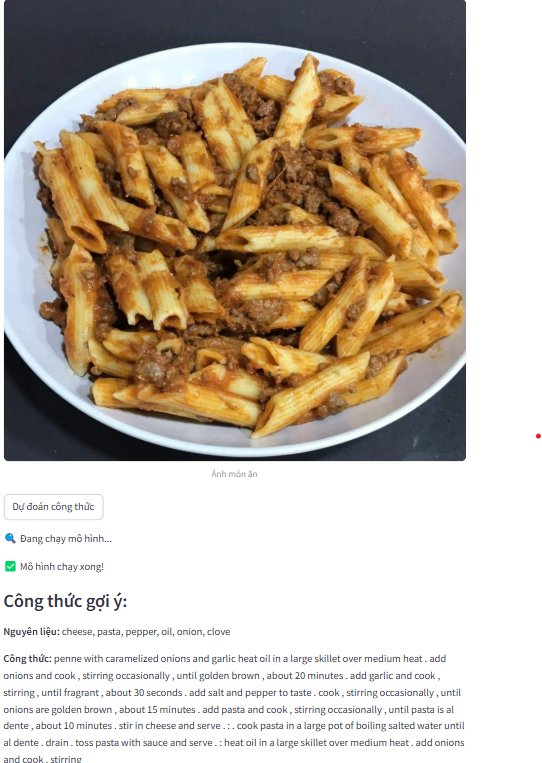 Ảnh món ăn
Dự đoán công thức
🔍 Đang chạy mô hình...
✅ Mô hình chạy xong!
Công thức gợi ý:
Nguyên liệu: cheese, pasta, pepper, oil, onion, clove
Công thức: penne with caramelized onions and garlic heat oil in a large skillet over medium heat . add
onions and cook , stirring occasionally , until golden brown , about 20 minutes . add garlic and cook ,
stirring , until fragrant , about 30 seconds . add salt and pepper to taste . cook , stirring occasionally , until
onions are golden brown , about 15 minutes . add pasta and cook , stirring occasionally , until pasta is al
dente , about 10 minutes . stir in cheese and serve . : . cook pasta in a large pot of boiling salted water until
al dente . drain . toss pasta with sauce and serve . : heat oil in a large skillet over medium heat . add onions
and cook , stirring